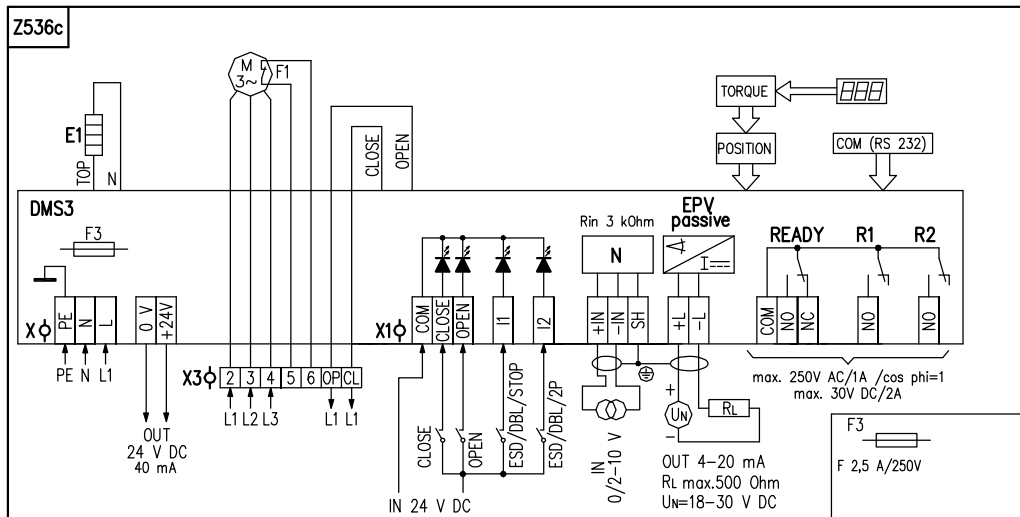 Z536c
M
3~
F1
E1
TOP
N
CLOSE
OPEN
TORQUE
POSITION
COM (RS 232)
DMS3
F3
Rin 3 kOhm
N
EPV
passive
I
READY
R1
R2
X
PE
N
L
0 V
+24V
X1
COM
CLOSE
OPEN
I1
I2
+IN
-IN
SH
+L
-L
COM
NO
NC
NO
NO
PE N L1
X3
2 3 4 5 6 OP CL
L1 L2 L3 L1 L1
OUT
24 V DC
40 mA
CLOSE
OPEN
ESD/DBL/STOP
ESD/DBL/2P
IN 24 V DC
IN
0/2-10 V
+
UN
-
RL
OUT 4-20 mA
RL max.500 Ohm
UN=18-30 V DC
max. 250V AC/1A /cos phi=1
max. 30V DC/2A
F3
F 2,5 A/250V